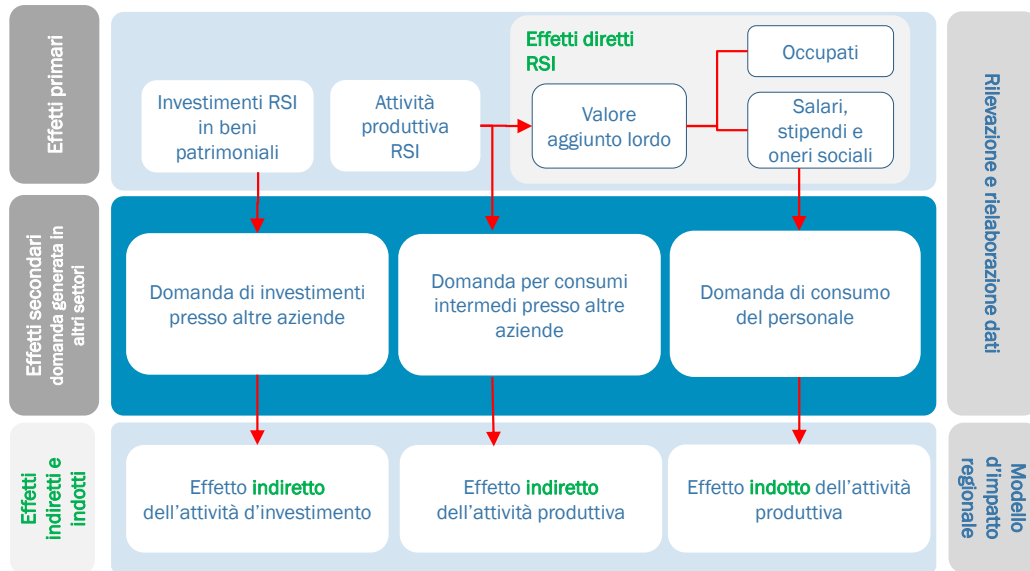 Effetti primari
Effetti diretti
RSI
Investimenti RSI
in beni
patrimoniali
Attività
produttiva
RSI
Valore
aggiunto lordo
Occupati
Salari,
stipendi e
oneri sociali
Rilevazione e rielaborazione dati
Effetti secondari
domanda generata in
altri settori
Domanda di investimenti
presso altre aziende
Domanda per consumi
intermedi presso altre
aziende
Domanda di consumo
del personale
Effetti
indiretti e
indotti
Effetto indiretto
dell’attività d’investimento
Effetto indiretto
dell’attività produttiva
Effetto indotto dell’attività
produttiva
Modello
d’impatto
regionale